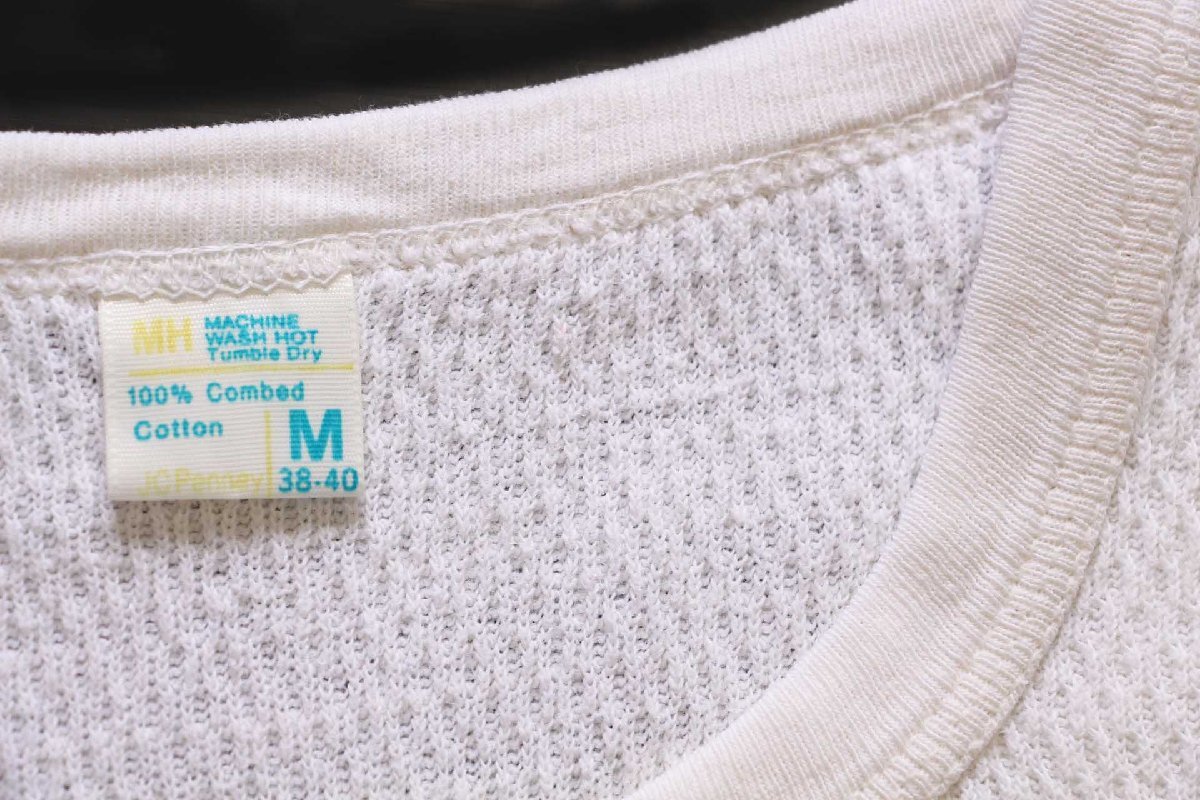 MH
MACHINE
WASH HOT
Tumble Dry
100% Combed
Cotton
M
JCPenney
38-40